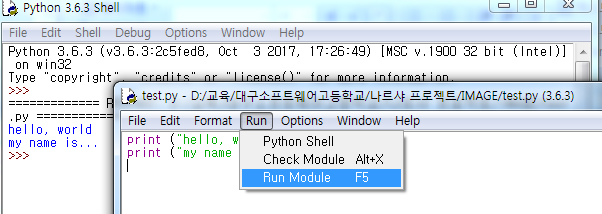 Python 3.6.3 Shell
File Edit Shell Debug Options Window Help
Python 3.6.3 (v3.6.3:2c5fed8, Oct 3 2017, 17:26:49) [MSC v.1900 32 bit (Intel)]
on win32
Type "copyright", "credits" or "license()" for more information.
>>>
============ R
.py ============
hello, world
my name is...
>>>
test.py - D:/교육/대구소프트웨어고등학교/나르샤 프로젝트/IMAGE/test.py (3.6.3)
File Edit Format Run Options Window Help
print ("hello, w
print ("my name
Python Shell
Check Module Alt+X
Run Module F5